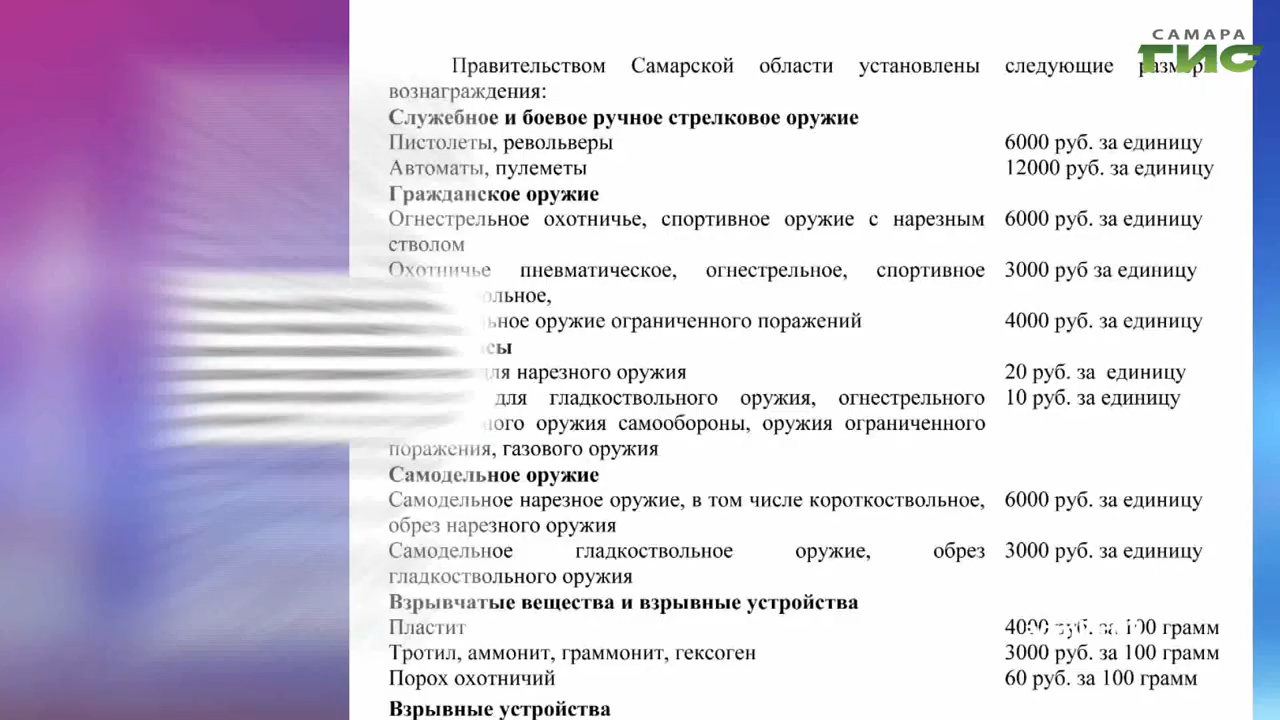 САМАРА
ГИС
Правительством Самарской области установлены следующие размеры
вознаграждения:
Служебное и боевое ручное стрелковое оружие
Пистолеты, револьверы 6000 руб. за единицу
Автоматы, пулеметы 12000 руб. за единицу
Гражданское оружие
Огнестрельное охотничье, спортивное оружие с нарезным 6000 руб. за единицу
стволом
Охотничье пневматическое, огнестрельное, спортивное 3000 руб за единицу
оружие ограниченного поражений 4000 руб. за единицу
для нарезного оружия 20 руб. за единицу
для гладкоствольного оружия, огнестрельного 10 руб. за единицу
оружия самообороны, оружия ограниченного
поражения, газового оружия
Самодельное оружие
Самодельное нарезное оружие, в том числе короткоствольное, 6000 руб. за единицу
обрез нарезного оружия
Самодельное гладкоствольное оружие, обрез 3000 руб. за единицу
гладкоствольного оружия
Взрывчатые вещества и взрывные устройства
Пластит 4000 руб. за 100 грамм
Тротил, аммонит, граммонит, гексоген 3000 руб. за 100 грамм
Порох охотничий 60 руб. за 100 грамм
Взрывные устройства